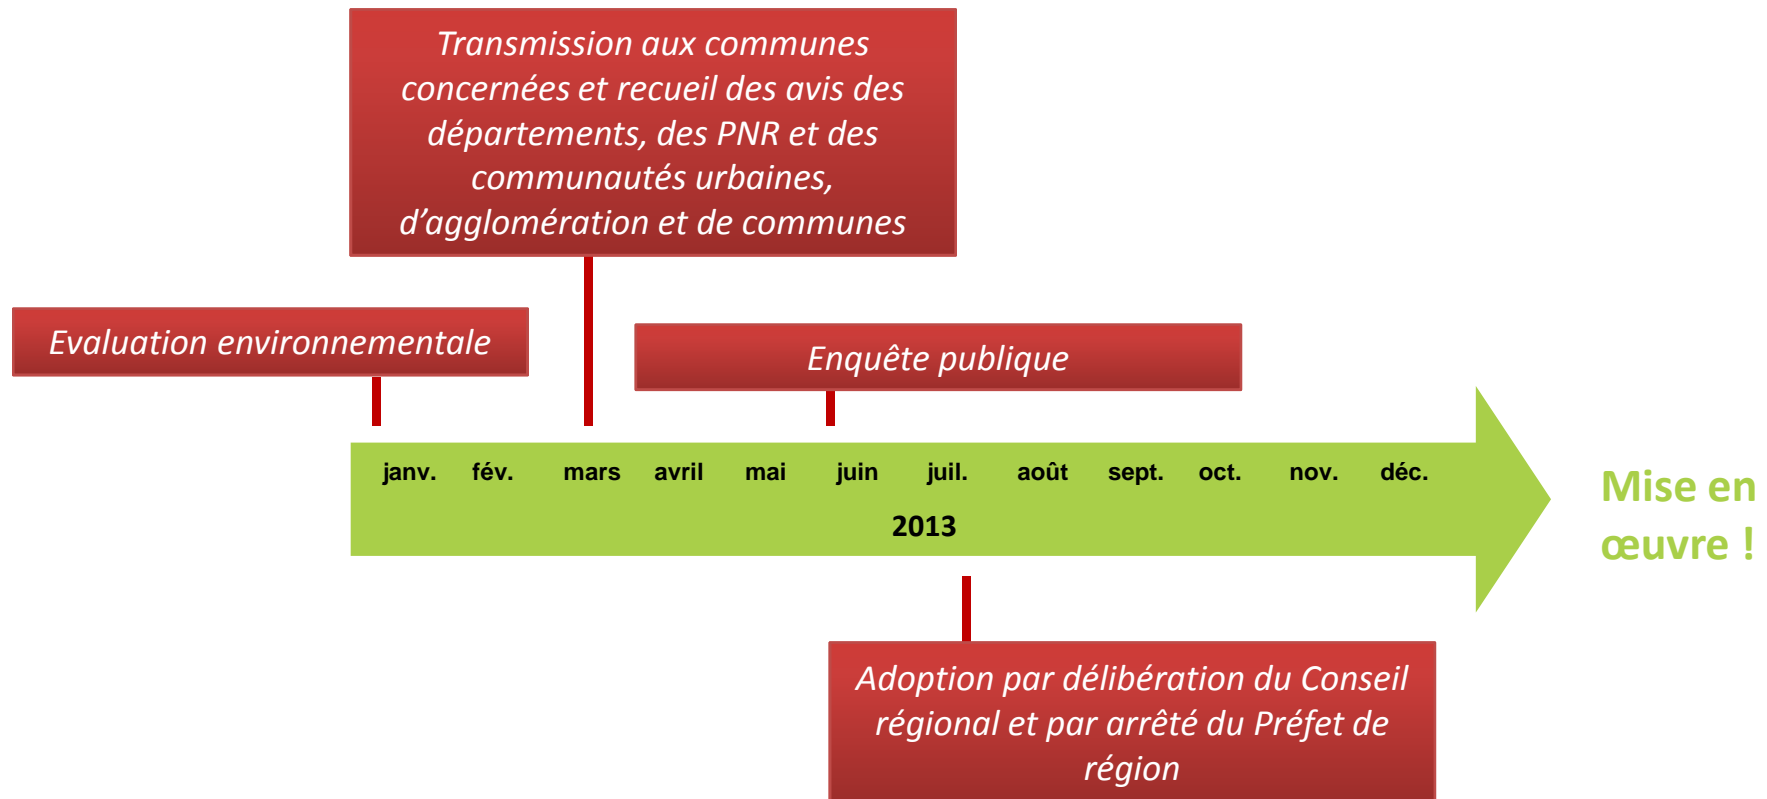 Transmission aux communes
concernées et recueil des avis des
départements, des PNR et des
communautés urbaines,
d’agglomération et de communes
Evaluation environnementale
Enquête publique
janv. fév. mars avril mai juin juil. août sept. oct. nov. déc.
2013
Mise en
œuvre !
Adoption par délibération du Conseil
régional et par arrêté du Préfet de
région